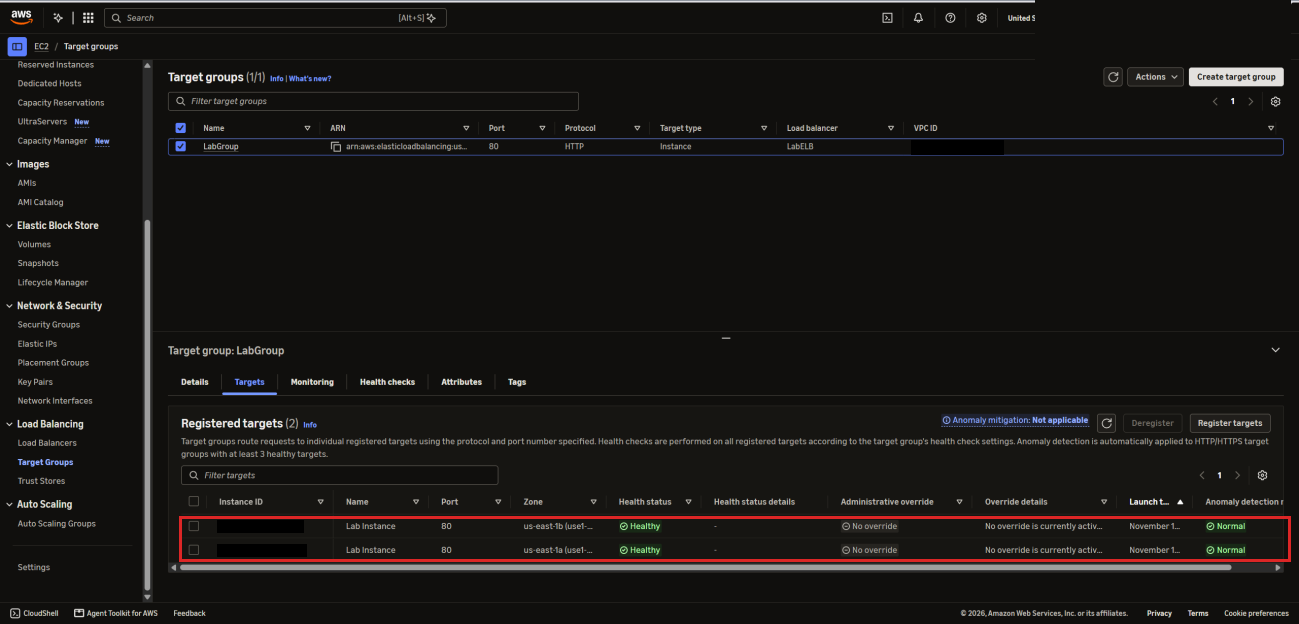 aws
Search [Alt+S]
United S
EC2 / Target groups
Reserved Instances
Dedicated Hosts
Capacity Reservations
UltraServers New
Capacity Manager New
Images
AMIs
AMI Catalog
Elastic Block Store
Volumes
Snapshots
Lifecycle Manager
Network & Security
Security Groups
Elastic IPs
Placement Groups
Key Pairs
Network Interfaces
Load Balancing
Load Balancers
Target Groups
Trust Stores
Auto Scaling
Auto Scaling Groups
Settings
Target groups (1/1) Info | What's new?
Actions
Create target group
Filter target groups
1
Name ARN Port Protocol Target type Load balancer VPC ID
LabGroup arn:aws:elasticloadbalancing:us... 80 HTTP Instance LabELB
Target group: LabGroup
Details Targets Monitoring Health checks Attributes Tags
Registered targets (2) Info
Anomaly mitigation: Not applicable
Deregister
Register targets
Target groups route requests to individual registered targets using the protocol and port number specified. Health checks are performed on all registered targets according to the target group's health check settings. Anomaly detection is automatically applied to HTTP/HTTPS target
groups with at least 3 healthy targets.
Filter targets
1
Instance ID Name Port Zone Health status Health status details Administrative override Override details Launch t... Anomaly detection r
Lab Instance 80 us-east-1b (use1-... Healthy - No override No override is currently activ... November 1... Normal
Lab Instance 80 us-east-1a (use1-... Healthy - No override No override is currently activ... November 1... Normal
CloudShell Agent Toolkit for AWS Feedback © 2026, Amazon Web Services, Inc. or its affiliates. Privacy Terms Cookie preferences